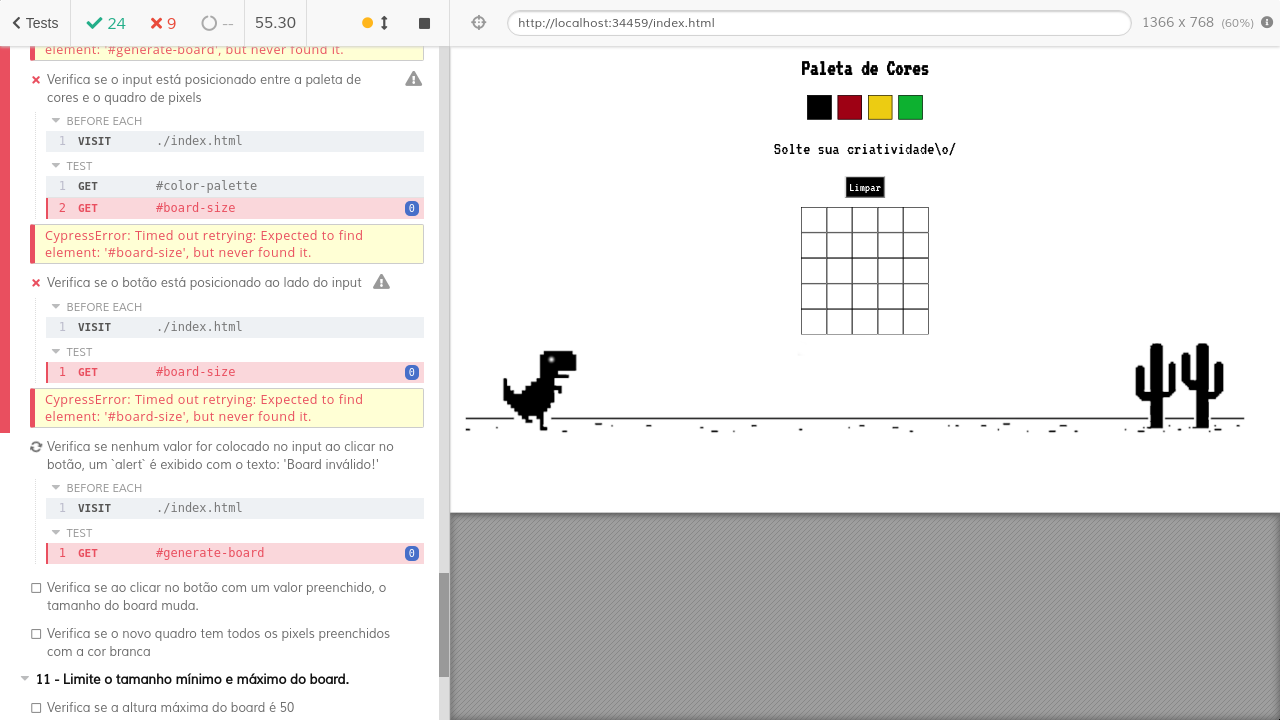 Tests
24
9
--
55.30
http://localhost:34459/index.html
1366 x 768 (60%)
element: '#generate-board', but never found it.
Verifica se o input está posicionado entre a paleta de
cores e o quadro de pixels
BEFORE EACH
1 VISIT ./index.html
TEST
1 GET #color-palette
2 GET #board-size 0
CypressError: Timed out retrying: Expected to find
element: '#board-size', but never found it.
Verifica se o botão está posicionado ao lado do input
BEFORE EACH
1 VISIT ./index.html
TEST
1 GET #board-size 0
CypressError: Timed out retrying: Expected to find
element: '#board-size', but never found it.
Verifica se nenhum valor for colocado no input ao clicar no
botão, um `alert` é exibido com o texto: 'Board inválido!'
BEFORE EACH
1 VISIT ./index.html
TEST
1 GET #generate-board 0
Verifica se ao clicar no botão com um valor preenchido, o
tamanho do board muda.
Verifica se o novo quadro tem todos os pixels preenchidos
com a cor branca
11 - Limite o tamanho mínimo e máximo do board.
Verifica se a altura máxima do board é 50
Paleta de Cores
Solte sua criatividade\o/
Limpar